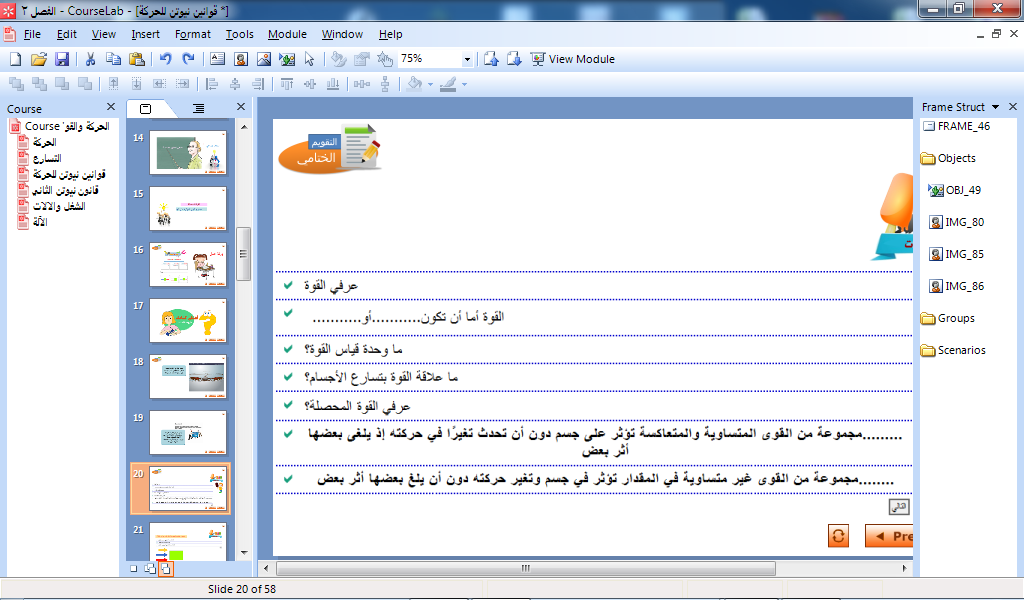 الفصل ٢ - CourseLab - [قوانين نيوتن للحركة *]
File Edit View Insert Format Tools Module Window Help
75% View Module
Course
Course 'الحركة والقو
الحركة
التسارع
قوانين نيوتن للحركة
قانون نيوتن الثاني
الشغل والالات
الآلة
14
15
16
17
18
19
20
21
التقويم
الختامي
عرفي القوة
القوة أما أن تكون...........أو...........
ما وحدة قياس القوة؟
ما علاقة القوة بتسارع الأجسام؟
عرفي القوة المحصلة؟
.........مجموعة من القوى المتساوية والمتعاكسة تؤثر على جسم دون أن تحدث تغيرًا في حركته إذ يلغى بعضها
أثر بعض
........مجموعة من القوى غير متساوية في المقدار تؤثر في جسم وتغير حركته دون أن يلغ بعضها أثر بعض
التالي
Pre
Frame Struct
FRAME_46
Objects
OBJ_49
IMG_80
IMG_85
IMG_86
Groups
Scenarios
Slide 20 of 58